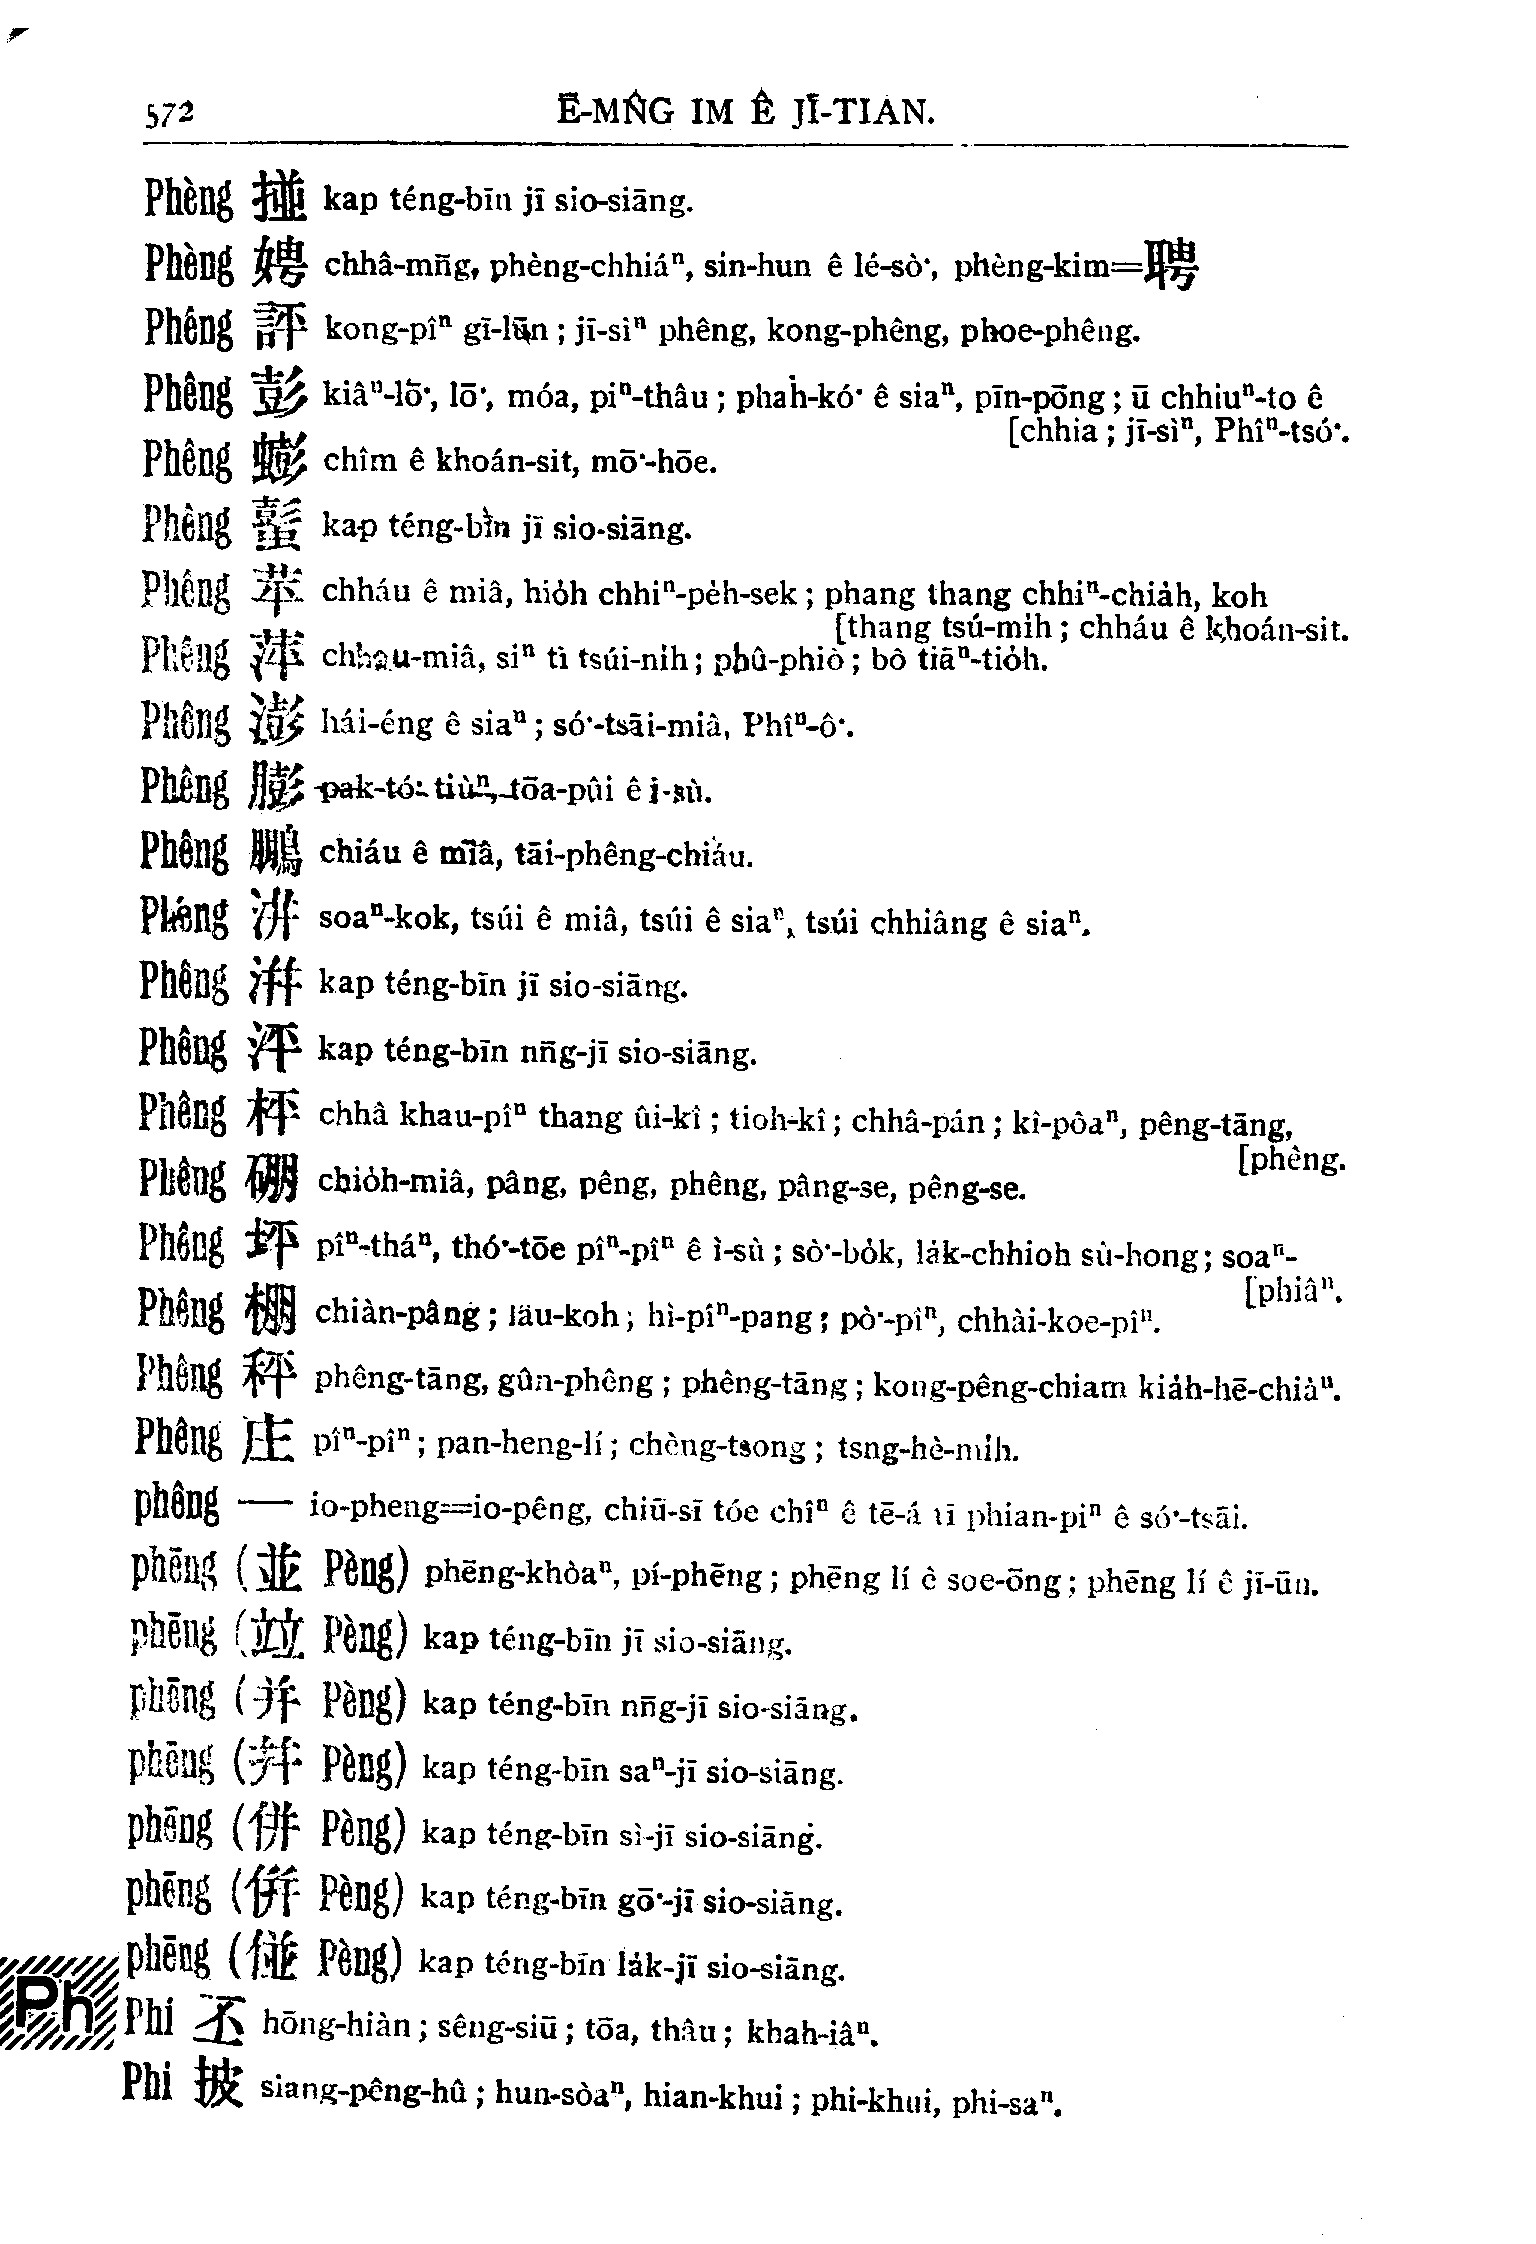 572 Ē-MN̂G IM Ê JĪ-TIÁN.
Phèng 掽 kap téng-bīn jī sio-siāng.
Phèng 娉 chhâ-mn̄g, phèng-chhiáⁿ, sin-hun ê lé-sò͘, phèng-kim=聘
Phêng 評 kong-pîⁿ gī-lūn; jī-sìⁿ phêng, kong-phêng, phoe-phêng.
Phêng 彭 kiâⁿ-lō͘, lō͘, móa, piⁿ-thâu; phah-kó͘ ê siaⁿ, pīn-pōng; ū chhiuⁿ-to ê
[chhia; jī-sìⁿ, Phîⁿ-tsó͘.
Phêng 蟛 chîm ê khoán-sit, mō͘-hōe.
Phêng 蟚 kap téng-bīn jī sio-siāng.
Phêng 苹 chháu ê miâ, hio̍h chhiⁿ-pe̍h-sek; phang thang chhiⁿ-chia̍h, koh
[thang tsú-mi̍h; chháu ê khoán-sit.
Phêng 萍 chháu-miâ, siⁿ tì tsúi-ni̍h; phû-phiò; bô tiāⁿ-tio̍h.
Phêng 澎 hái-éng ê siaⁿ; só͘-tsāi-miâ, Phîⁿ-ô͘.
Phêng 膨 pak-tó͘ tiùⁿ, tōa-pûi ê ì-sù.
Phêng 鵬 chiáu ê miâ, tāi-phêng-chiáu.
Phêng 洴 soaⁿ-kok, tsúi ê miâ, tsúi ê siaⁿ, tsúi chhiâng ê siaⁿ.
Phêng 滸 kap téng-bīn jī sio-siāng.
Phêng 泙 kap téng-bīn nn̄g-jī sio-siāng.
Phêng 枰 chhâ khau-pîⁿ thang ûi-kî; tioh-kî; chhâ-pán; kî-pôaⁿ, pêng-tāng,
[phêng.
Phêng 硼 chio̍h-miâ, pâng, pêng, phêng, pâng-se, pêng-se.
Phêng 坪 pîⁿ-tháⁿ, thó͘-tōe pîⁿ-pîⁿ ê ì-sù; sò͘-bo̍k, la̍k-chhioh sù-hong; soaⁿ-
[phiâⁿ.
Phêng 棚 chiàn-pâng; lâu-koh; hì-pîⁿ-pang; pò͘-pîⁿ, chhài-koe-pîⁿ.
Phêng 秤 phêng-tāng, gûn-phêng; phêng-tāng; kong-pêng-chiam kia̍h-hē-chiàⁿ.
Phêng 庄 pîⁿ-pîⁿ; pan-heng-lí; chèng-tsong; tsng-hè-mi̍h.
phêng — io-pheng=io-pêng, chiū-sī tóe chîⁿ ê tē-á tī phian-piⁿ ê só͘-tsāi.
phēng (並 Pèng) phēng-khòaⁿ, pí-phēng; phēng lí ê soe-ōng; phēng lí ê jī-ūn.
phēng (竝 Pèng) kap téng-bīn jī sio-siāng.
phēng (并 Pèng) kap téng-bīn nn̄g-jī sio-siāng.
phēng (幷 Pèng) kap téng-bīn saⁿ-jī sio-siāng.
phēng (併 Pèng) kap téng-bīn sì-jī sio-siāng.
phēng (倂 Pèng) kap téng-bīn gō͘-jī sio-siāng.
phēng (傡 Pèng) kap téng-bīn la̍k-jī sio-siāng.
Ph
Phi 丕 hōng-hiàn; sêng-siū; tōa, thâu; khah-iâⁿ.
Phi 披 siang-pêng-hû; hun-sòaⁿ, hian-khui; phi-khui, phi-saⁿ.